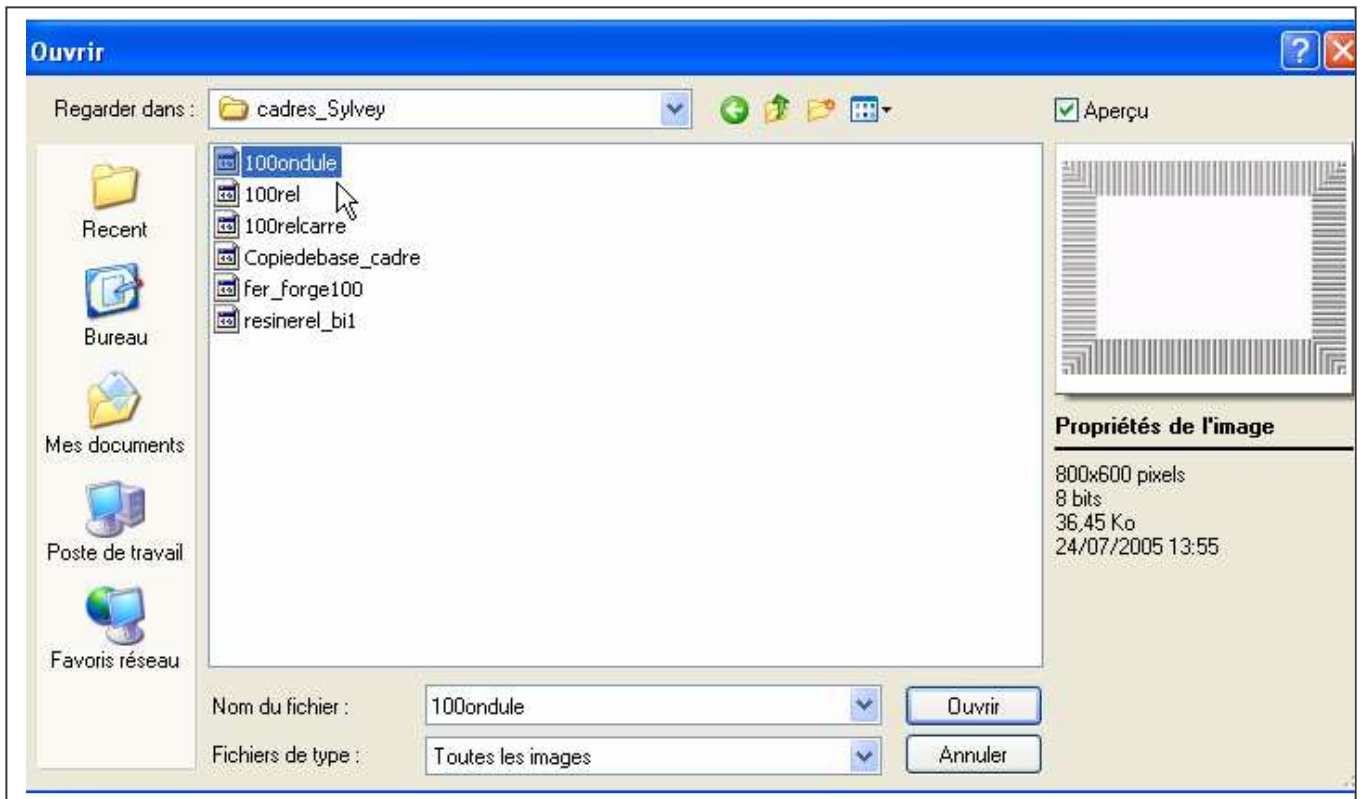 Ouvrir
Regarder dans :
cadres_Sylvey
Aperçu
Recent
Bureau
Mes documents
Poste de travail
Favoris réseau
100ondule
100rel
100relcarre
Copiedebase_cadre
fer_forge100
resinerel_bi1
Propriétés de l'image
800x600 pixels
8 bits
36,45 Ko
24/07/2005 13:55
Nom du fichier :
100ondule
Ouvrir
Fichiers de type :
Toutes les images
Annuler